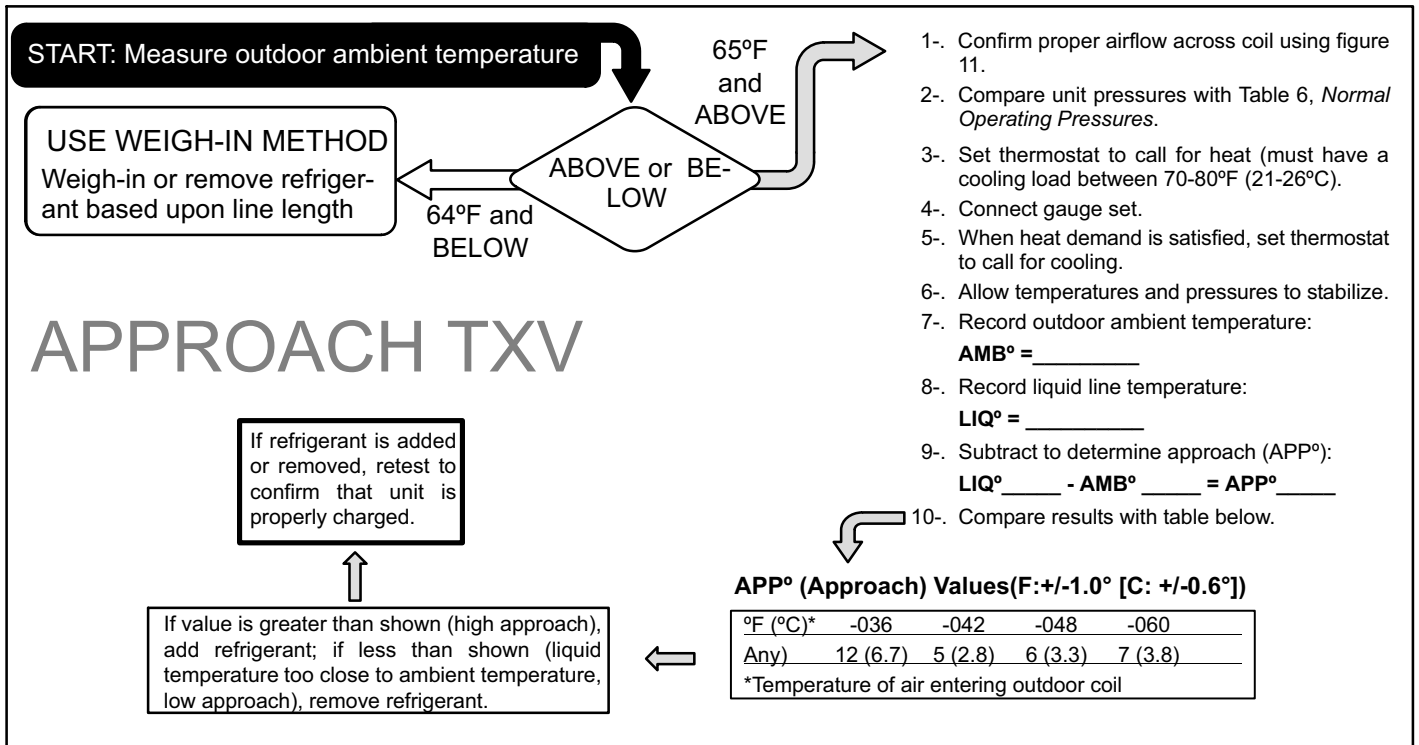 START: Measure outdoor ambient temperature
USE WEIGH-IN METHOD
Weigh-in or remove refriger-
ant based upon line length
64ºF and
BELOW
ABOVE or BE-
LOW
65ºF
and
ABOVE
1-. Confirm proper airflow across coil using figure
11.
2-. Compare unit pressures with Table 6, Normal
Operating Pressures.
3-. Set thermostat to call for heat (must have a
cooling load between 70-80ºF (21-26ºC).
4-. Connect gauge set.
5-. When heat demand is satisfied, set thermostat
to call for cooling.
6-. Allow temperatures and pressures to stabilize.
7-. Record outdoor ambient temperature:
AMBº =_________
8-. Record liquid line temperature:
LIQº = __________
9-. Subtract to determine approach (APPº):
LIQº_____ - AMBº _____ = APPº_____
10-. Compare results with table below.
APPROACH TXV
APPº (Approach) Values(F:+/-1.0° [C: +/-0.6°])
ºF (ºC)* -036 -042 -048 -060
Any) 12 (6.7) 5 (2.8) 6 (3.3) 7 (3.8)
*Temperature of air entering outdoor coil
If value is greater than shown (high approach),
add refrigerant; if less than shown (liquid
temperature too close to ambient temperature,
low approach), remove refrigerant.
If refrigerant is added
or removed, retest to
confirm that unit is
properly charged.